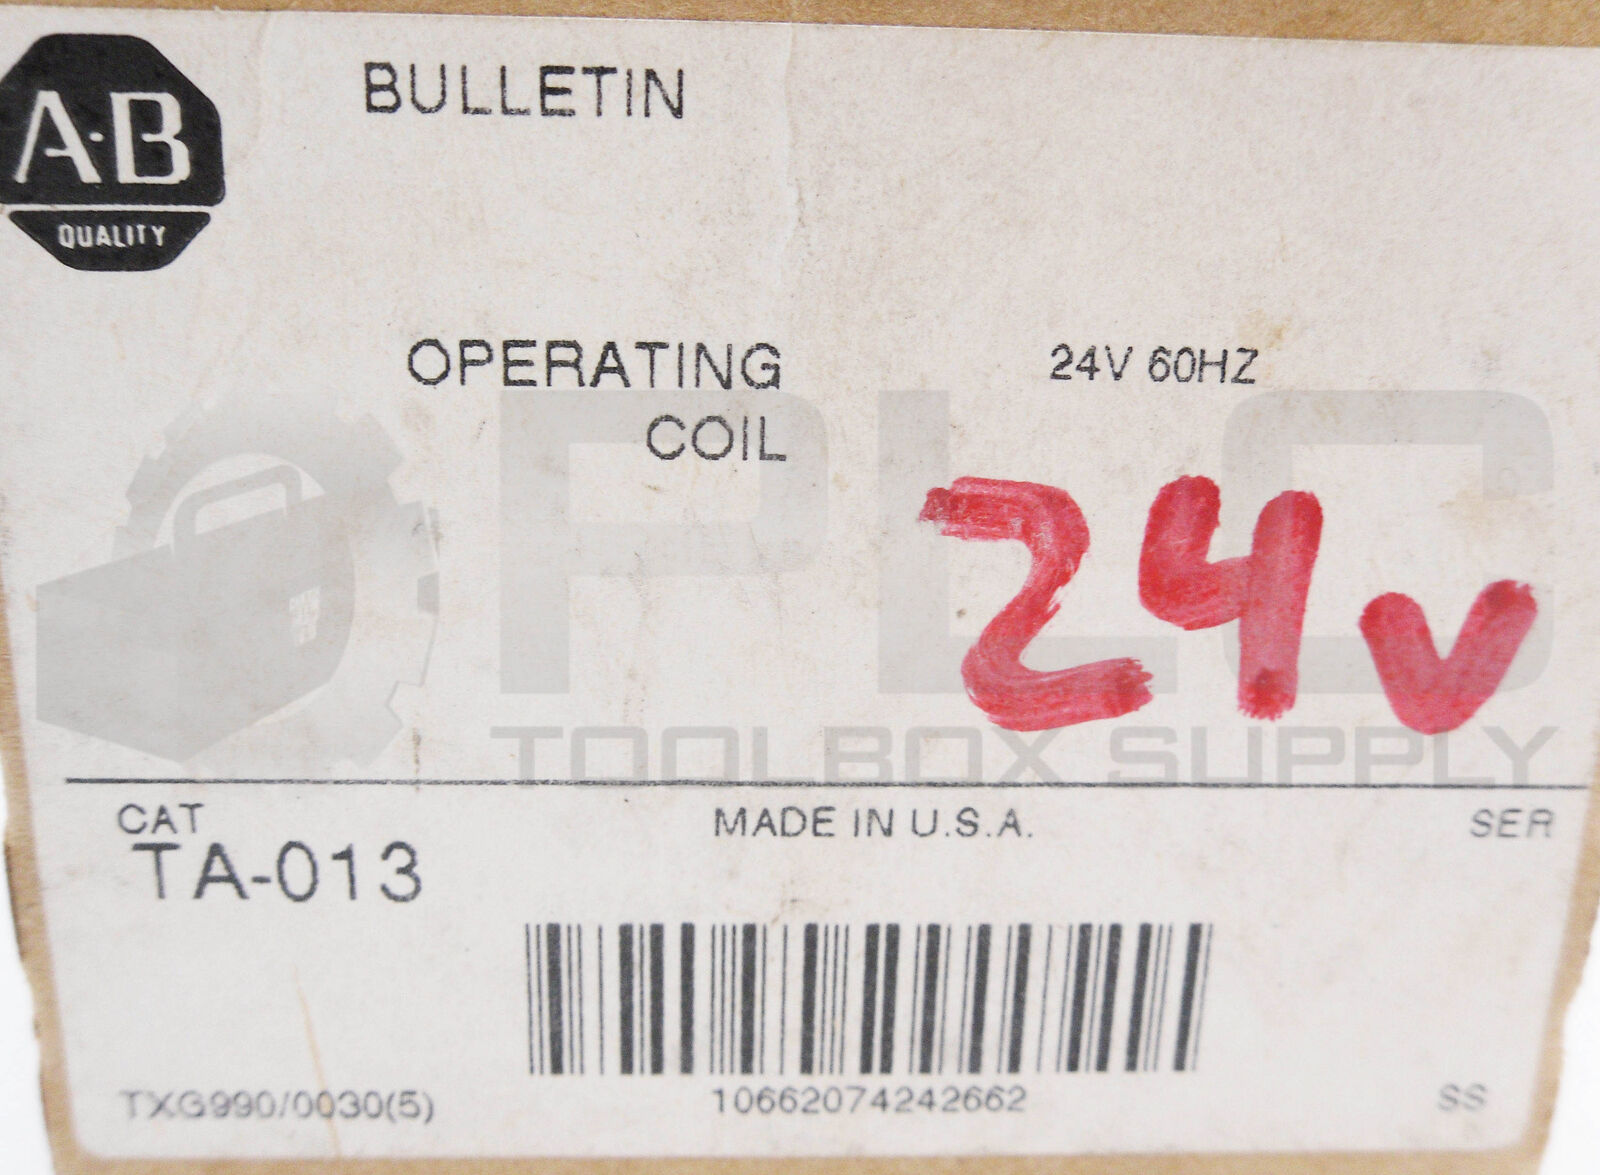 A-B
QUALITY
BULLETIN
OPERATING
COIL
24V 60HZ
24V
PLC
TOOLBOX SUPPLY
CAT
TA-013
MADE IN U.S.A.
SER
TXG990/0030(5)
10662074242662
SS